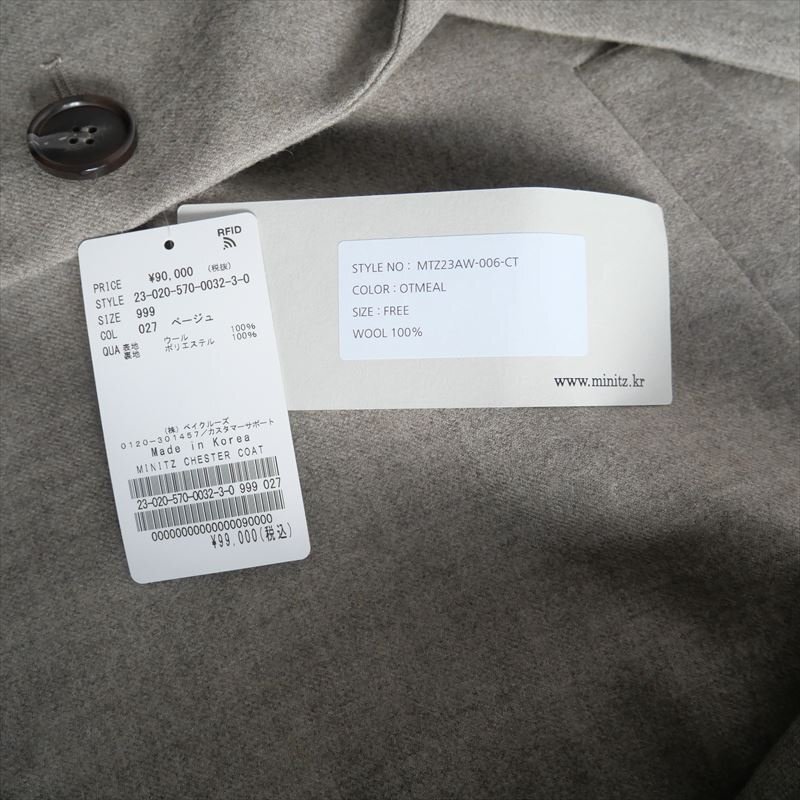 RFID
PRICE ¥90,000 (税抜)
STYLE 23-020-570-0032-3-0
SIZE 999
COL 027 ベージュ
QUA 表地 ウール 100%
裏地 ポリエステル 100%
(株) ベイクルーズ
0120-301457/カスタマーサポート
Made in Korea
MINITZ CHESTER COAT
23-020-570-0032-3-0 999 027
00000000000000090000
¥99,000(税込)
STYLE NO : MTZ23AW-006-CT
COLOR : OTMEAL
SIZE : FREE
WOOL 100%
www.minitz.kr